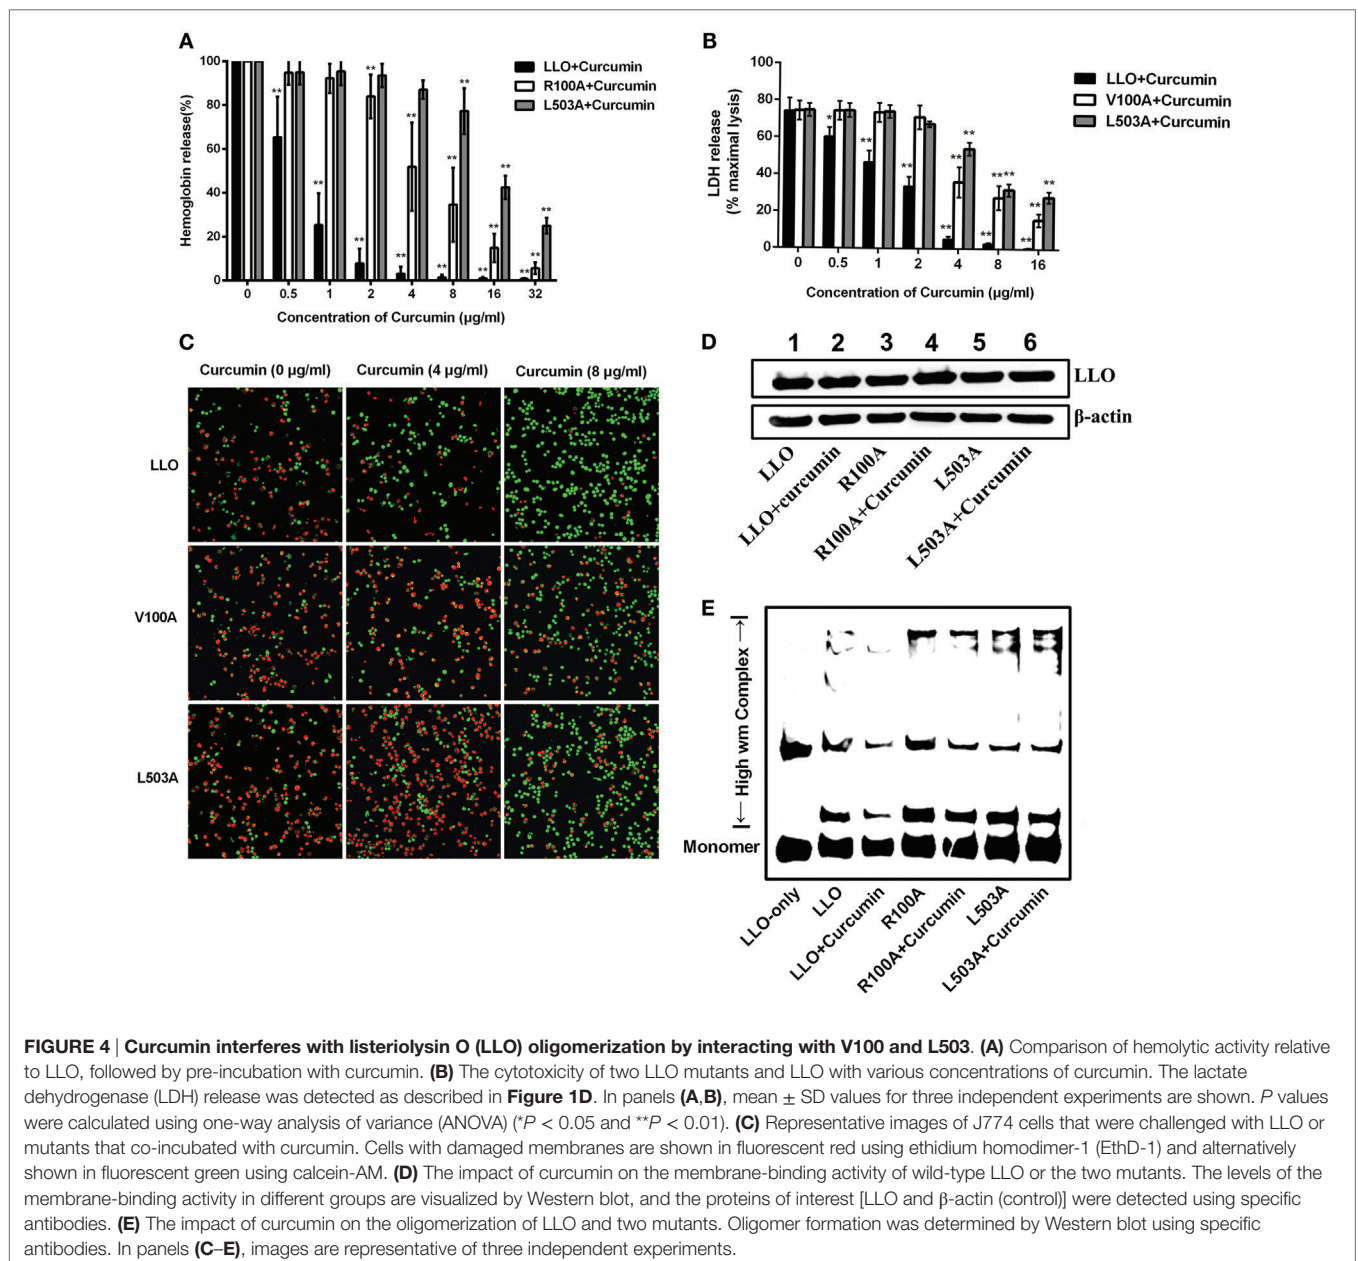 A
Hemoglobin release(%)
100
80
60
40
20
0
** ** ** ** ** ** ** ** ** ** ** ** ** ** **
0 0.5 1 2 4 8 16 32
Concentration of Curcumin (µg/ml)
LLO+Curcumin
R100A+Curcumin
L503A+Curcumin
B
LDH release
(% maximal lysis)
100
80
60
40
20
0
* ** ** ** ** ** ** ** ** ** ** **
0 0.5 1 2 4 8 16
Concentration of Curcumin (µg/ml)
LLO+Curcumin
V100A+Curcumin
L503A+Curcumin
C
Curcumin (0 µg/ml) Curcumin (4 µg/ml) Curcumin (8 µg/ml)
LLO
V100A
L503A
D
1 2 3 4 5 6
LLO
β-actin
LLO
LLO+curcumin
R100A
R100A+Curcumin
L503A
L503A+Curcumin
E
|← High wm Complex →|
Monomer
LLO-only
LLO
LLO+Curcumin
R100A
R100A+Curcumin
L503A
L503A+Curcumin
FIGURE 4 | Curcumin interferes with listeriolysin O (LLO) oligomerization by interacting with V100 and L503. (A) Comparison of hemolytic activity relative
to LLO, followed by pre-incubation with curcumin. (B) The cytotoxicity of two LLO mutants and LLO with various concentrations of curcumin. The lactate
dehydrogenase (LDH) release was detected as described in Figure 1D. In panels (A,B), mean ± SD values for three independent experiments are shown. P values
were calculated using one-way analysis of variance (ANOVA) (*P < 0.05 and **P < 0.01). (C) Representative images of J774 cells that were challenged with LLO or
mutants that co-incubated with curcumin. Cells with damaged membranes are shown in fluorescent red using ethidium homodimer-1 (EthD-1) and alternatively
shown in fluorescent green using calcein-AM. (D) The impact of curcumin on the membrane-binding activity of wild-type LLO or the two mutants. The levels of the
membrane-binding activity in different groups are visualized by Western blot, and the proteins of interest [LLO and β-actin (control)] were detected using specific
antibodies. (E) The impact of curcumin on the oligomerization of LLO and two mutants. Oligomer formation was determined by Western blot using specific
antibodies. In panels (C–E), images are representative of three independent experiments.